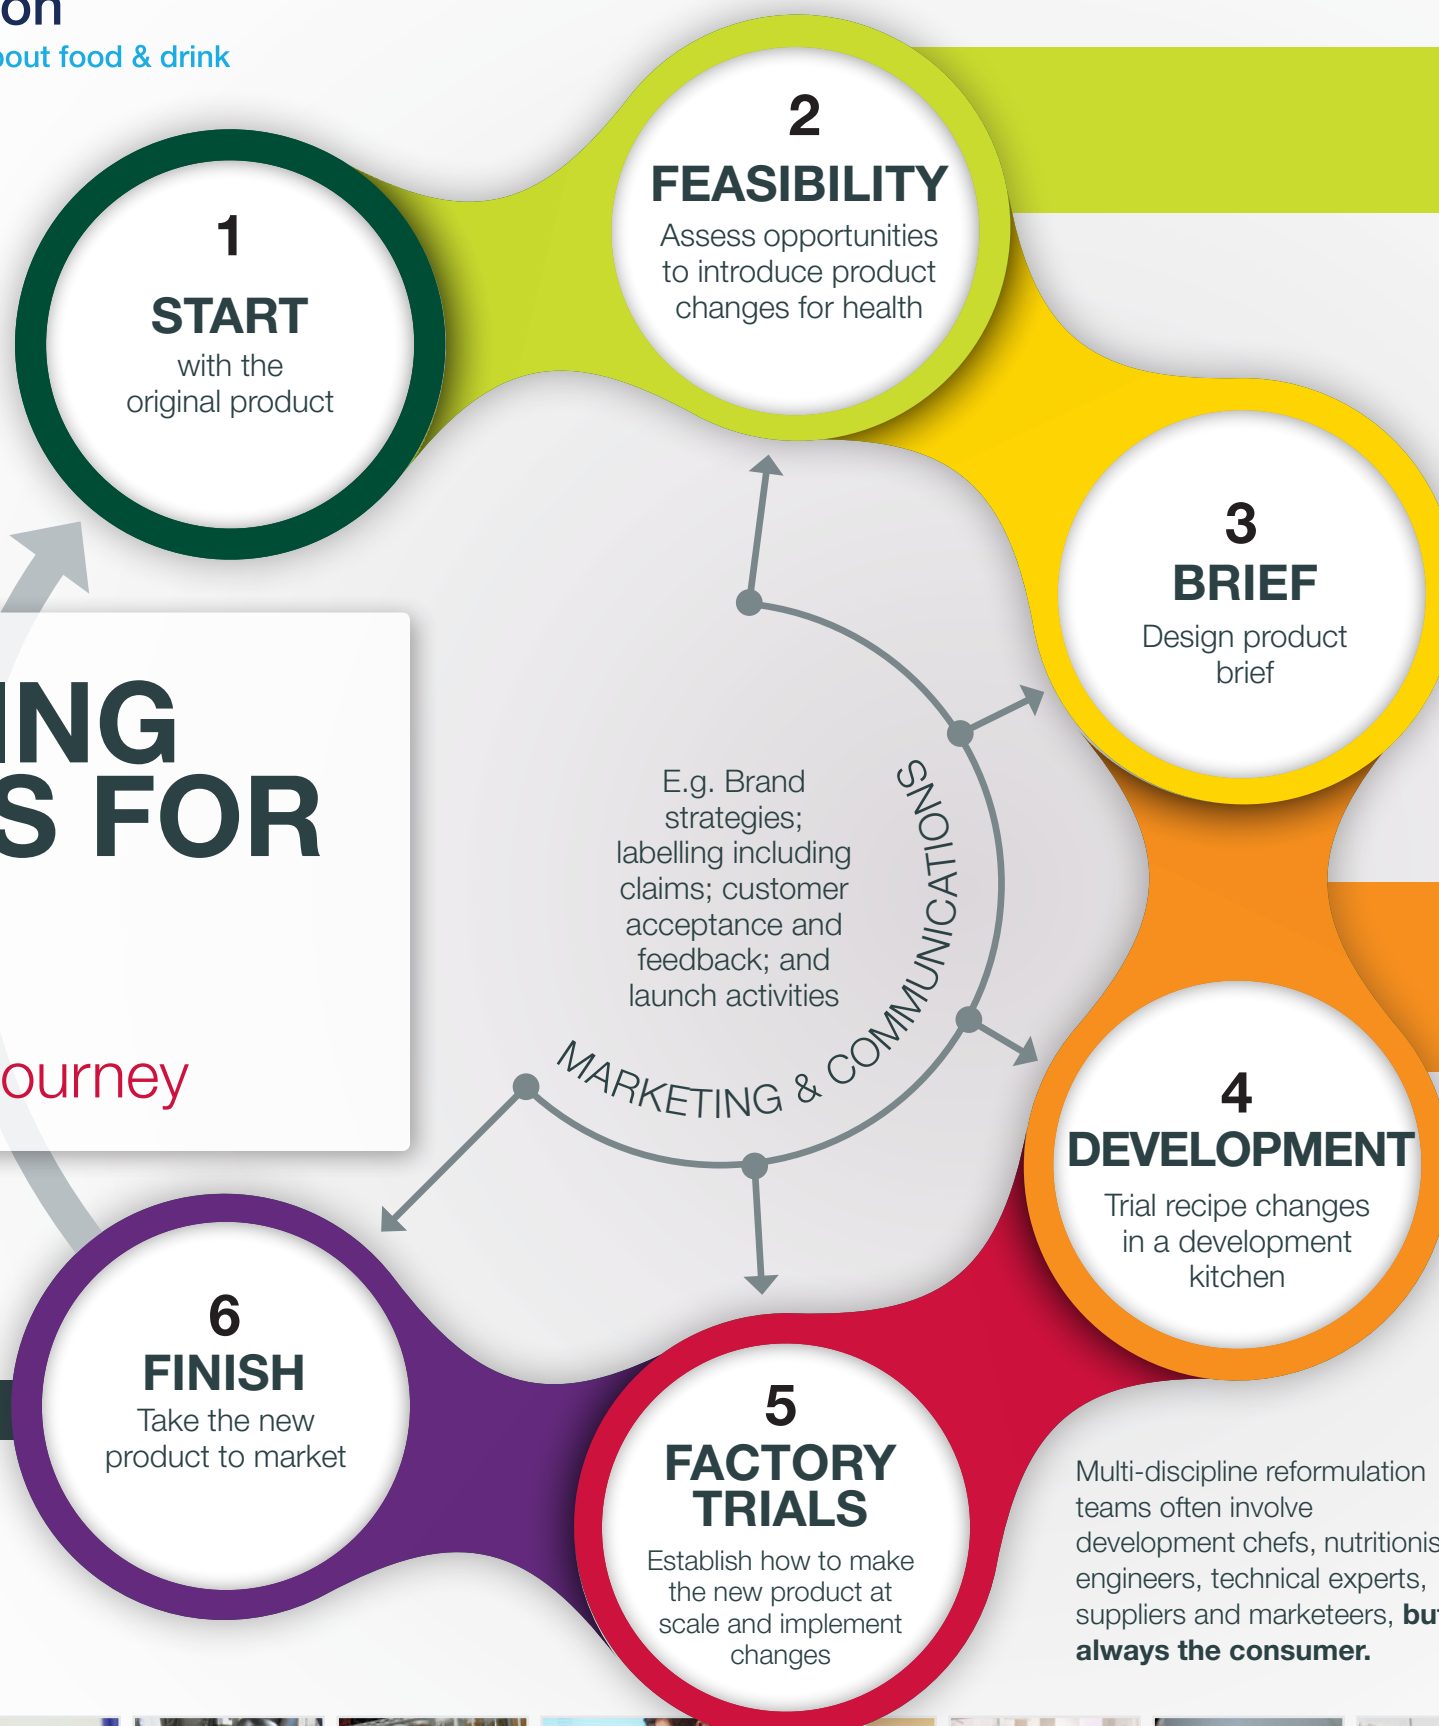 on
out food & drink
1
START
with the
original product
2
FEASIBILITY
Assess opportunities
to introduce product
changes for health
3
BRIEF
Design product
brief
ING
S FOR
ourney
E.g. Brand
strategies;
labelling including
claims; customer
acceptance and
feedback; and
launch activities
MARKETING & COMMUNICATIONS
4
DEVELOPMENT
Trial recipe changes
in a development
kitchen
5
FACTORY
TRIALS
Establish how to make
the new product at
scale and implement
changes
6
FINISH
Take the new
product to market
Multi-discipline reformulation
teams often involve
development chefs, nutritionis
engineers, technical experts,
suppliers and marketeers, but
always the consumer.